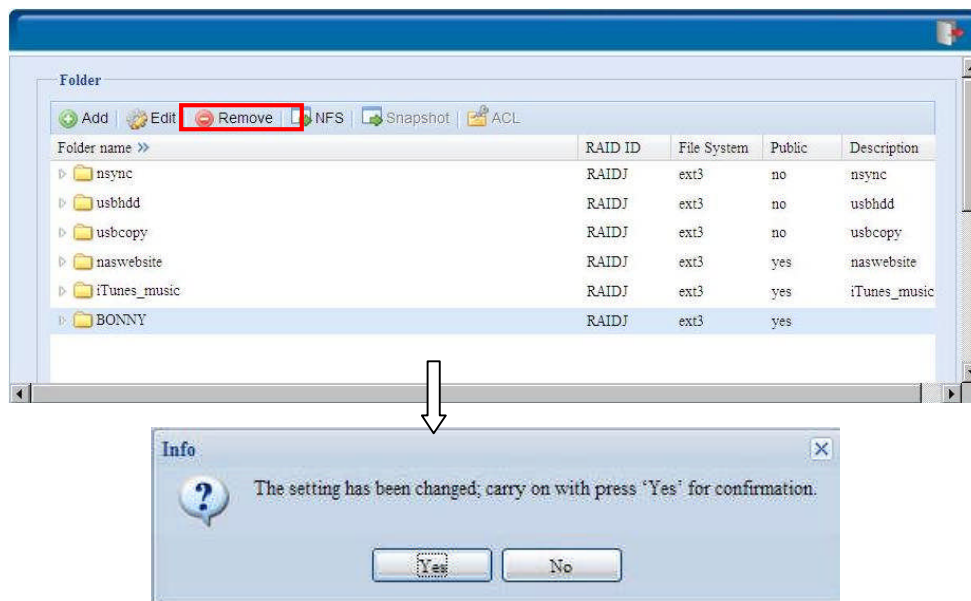 Folder
Add Edit Remove NFS Snapshot ACL
Folder name >> RAID ID File System Public Description
nsync RAIDJ ext3 no nsync
usbhdd RAIDJ ext3 no usbhdd
usbcopy RAIDJ ext3 no usbcopy
naswebsite RAIDJ ext3 yes naswebsite
iTunes_music RAIDJ ext3 yes iTunes_music
BONNY RAIDJ ext3 yes
Info
The setting has been changed; carry on with press ‘Yes’ for confirmation.
Yes No